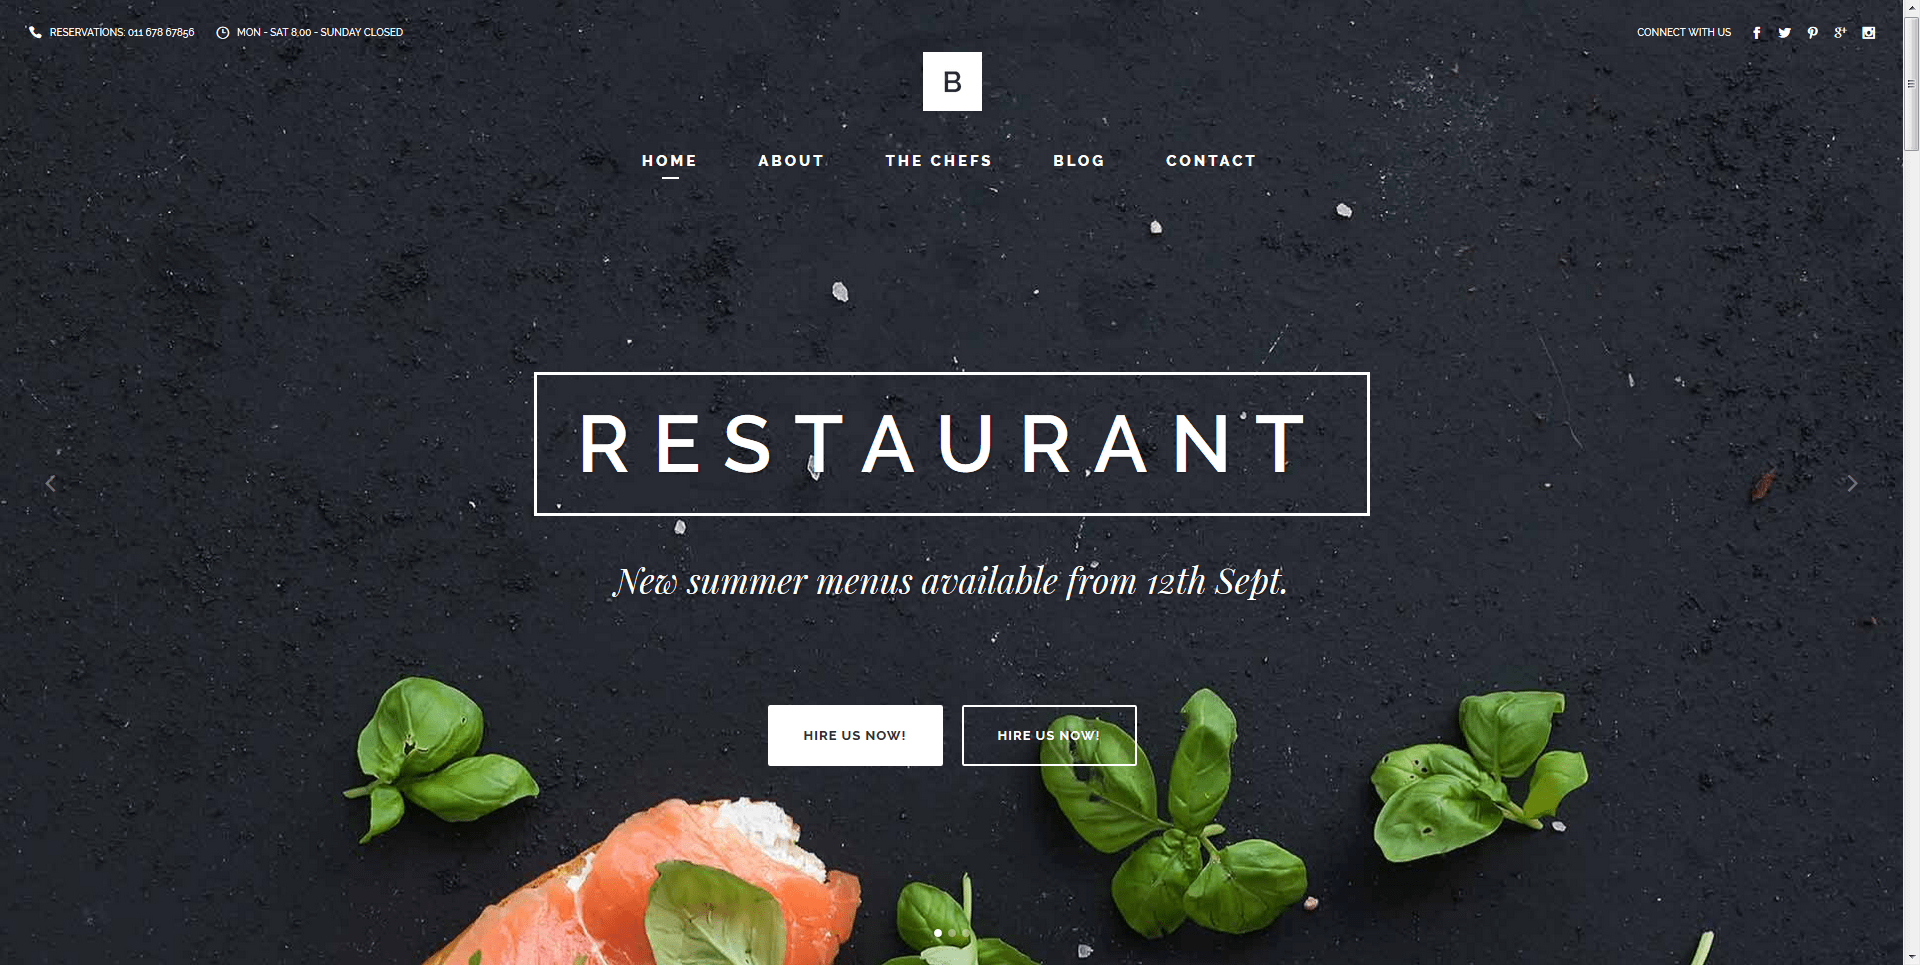 RESERVATIONS: 011 678 67856 MON - SAT 8.00 - SUNDAY CLOSED CONNECT WITH US
B
HOME ABOUT THE CHEFS BLOG CONTACT
RESTAURANT
New summer menus available from 12th Sept.
HIRE US NOW! HIRE US NOW!